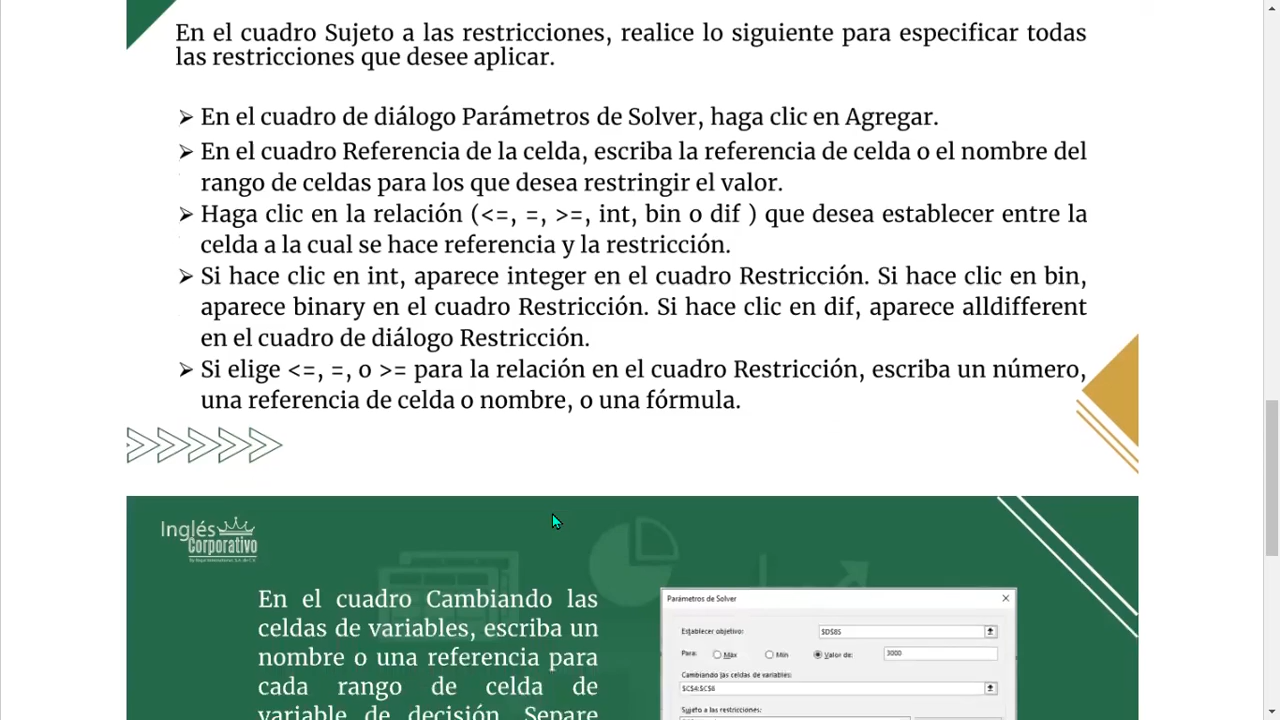 En el cuadro Sujeto a las restricciones, realice lo siguiente para especificar todas
las restricciones que desee aplicar.
➢ En el cuadro de diálogo Parámetros de Solver, haga clic en Agregar.
➢ En el cuadro Referencia de la celda, escriba la referencia de celda o el nombre del
rango de celdas para los que desea restringir el valor.
➢ Haga clic en la relación (<=, =, >=, int, bin o dif ) que desea establecer entre la
celda a la cual se hace referencia y la restricción.
➢ Si hace clic en int, aparece integer en el cuadro Restricción. Si hace clic en bin,
aparece binary en el cuadro Restricción. Si hace clic en dif, aparece alldifferent
en el cuadro de diálogo Restricción.
➢ Si elige <=, =, o >= para la relación en el cuadro Restricción, escriba un número,
una referencia de celda o nombre, o una fórmula.
Inglés
Corporativo
En el cuadro Cambiando las
celdas de variables, escriba un
nombre o una referencia para
cada rango de celda de
variable de decisión. Separe
Parámetros de Solver
Establecer objetivo:
Para:
Máx
Mín
Valor de:
3000
Cambiando las celdas de variables:
Sujeto a las restricciones: